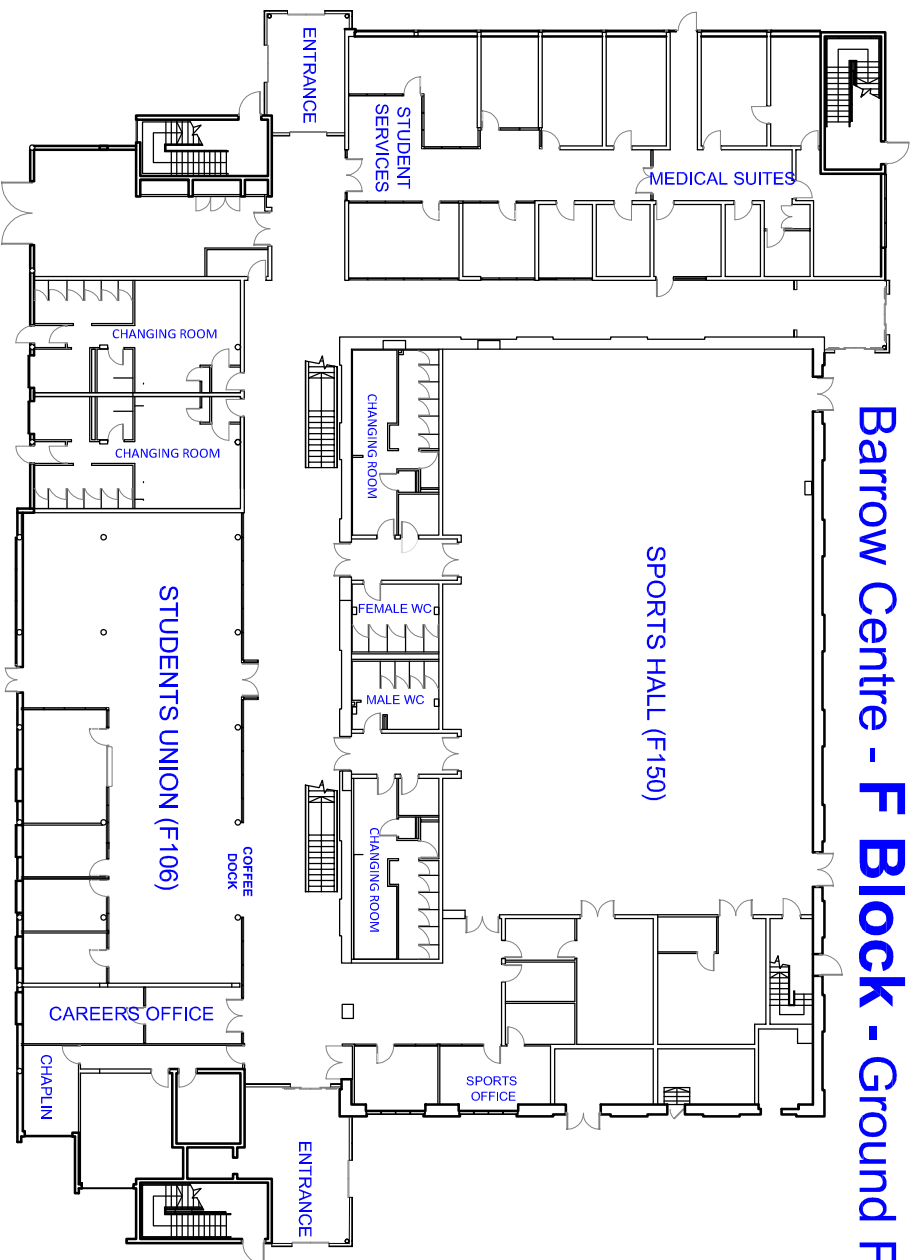 Barrow Centre - F Block - Ground F
ENTRANCE
STUDENT
SERVICES
MEDICAL SUITES
CHANGING ROOM
CHANGING ROOM
CHANGING ROOM
FEMALE WC
MALE WC
CHANGING ROOM
SPORTS HALL (F150)
STUDENTS UNION (F106)
COFFEE
DOCK
CAREERS OFFICE
CHAPLIN
SPORTS
OFFICE
ENTRANCE